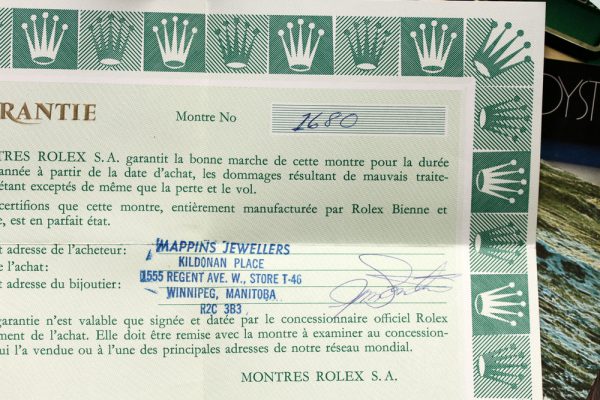 RANTIE
Montre No 1680
TRES ROLEX S.A. garantit la bonne marche de cette montre pour la durée
année à partir de la date d'achat, les dommages résultant de mauvais traite-
étant exceptés de même que la perte et le vol.
certifions que cette montre, entièrement manufacturée par Rolex Bienne et
e, est en parfait état.
t adresse de l'acheteur:
e l'achat:
t adresse du bijoutier:
MAPPINS JEWELLERS
KILDONAN PLACE
1555 REGENT AVE. W., STORE T-46
WINNIPEG, MANITOBA
R2C 3B3
garantie n'est valable que signée et datée par le concessionnaire officiel Rolex
ment de l'achat. Elle doit être remise avec la montre à examiner au concession-
ui l'a vendue ou à l'une des principales adresses de notre réseau mondial.
MONTRES ROLEX S.A.
OYST